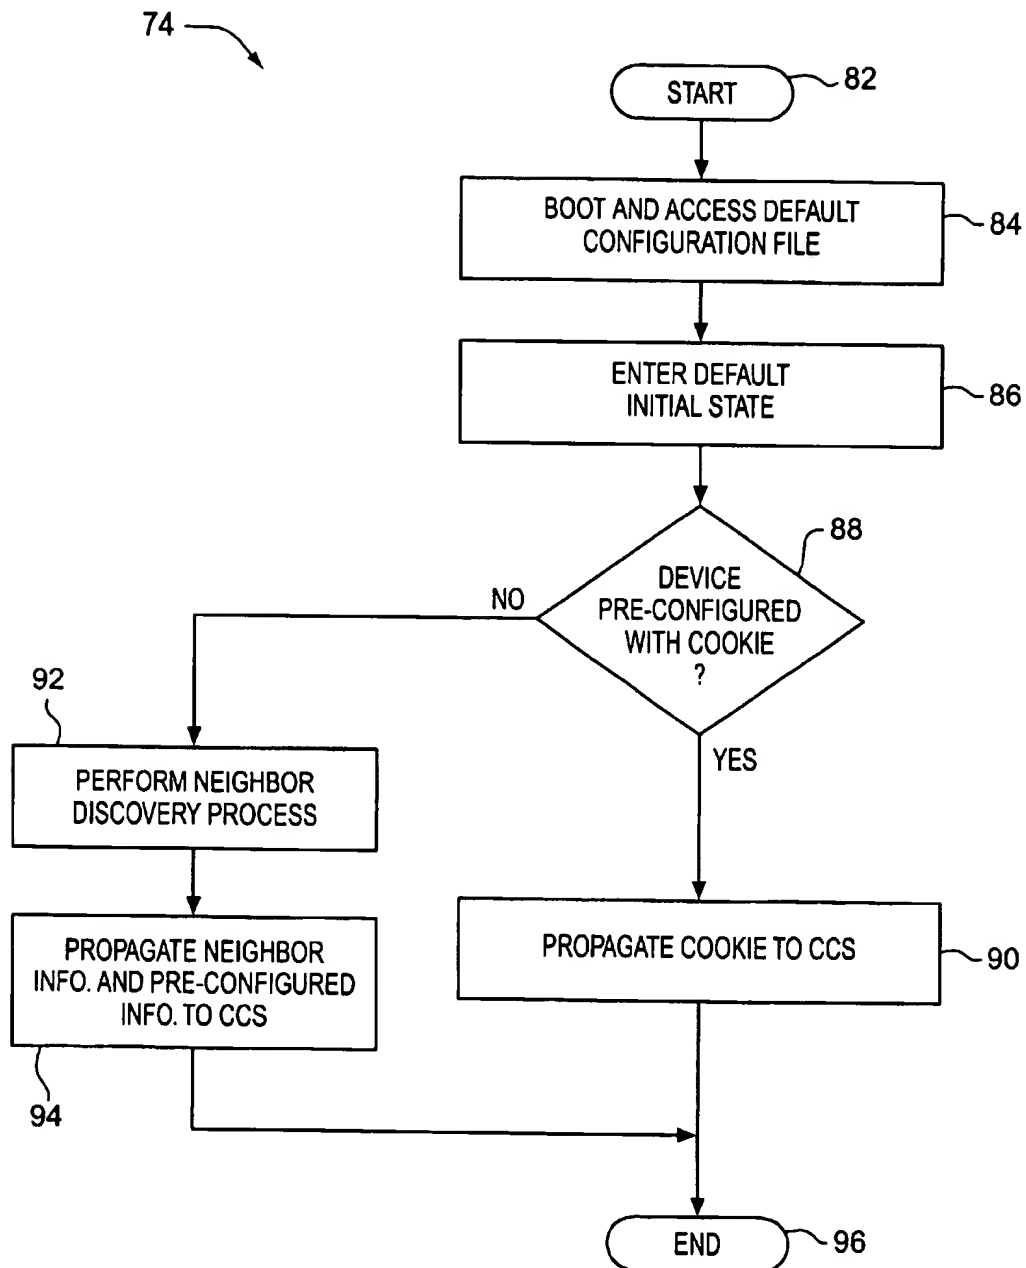 74
START
82
BOOT AND ACCESS DEFAULT
CONFIGURATION FILE
84
ENTER DEFAULT
INITIAL STATE
86
DEVICE
PRE-CONFIGURED
WITH COOKIE
?
88
NO
YES
92
PERFORM NEIGHBOR
DISCOVERY PROCESS
PROPAGATE NEIGHBOR
INFO. AND PRE-CONFIGURED
INFO. TO CCS
94
PROPAGATE COOKIE TO CCS
90
END
96